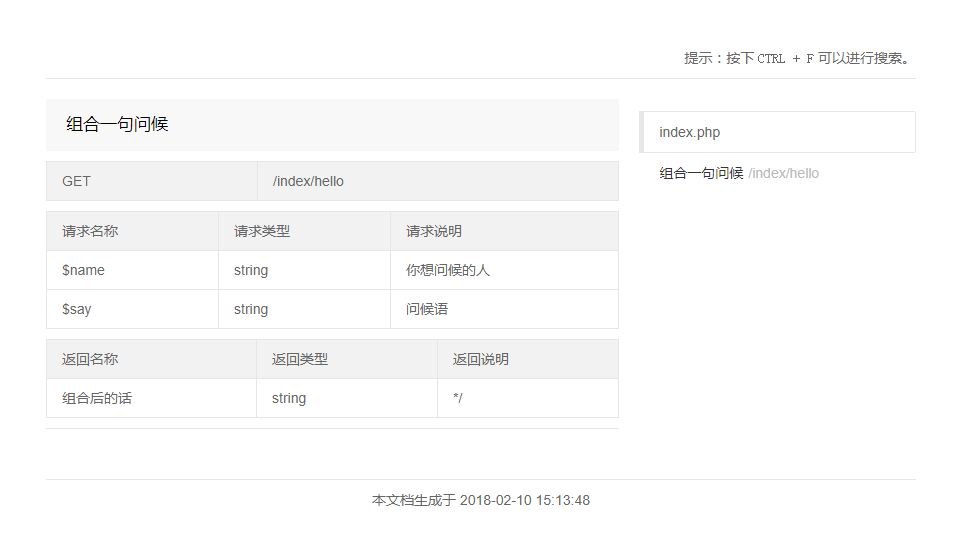 提示：按下 CTRL + F 可以进行搜索。
组合一句问候
GET /index/hello
请求名称 请求类型 请求说明
$name string 你想问候的人
$say string 问候语
返回名称 返回类型 返回说明
组合后的话 string */
index.php
组合一句问候 /index/hello
本文档生成于 2018-02-10 15:13:48